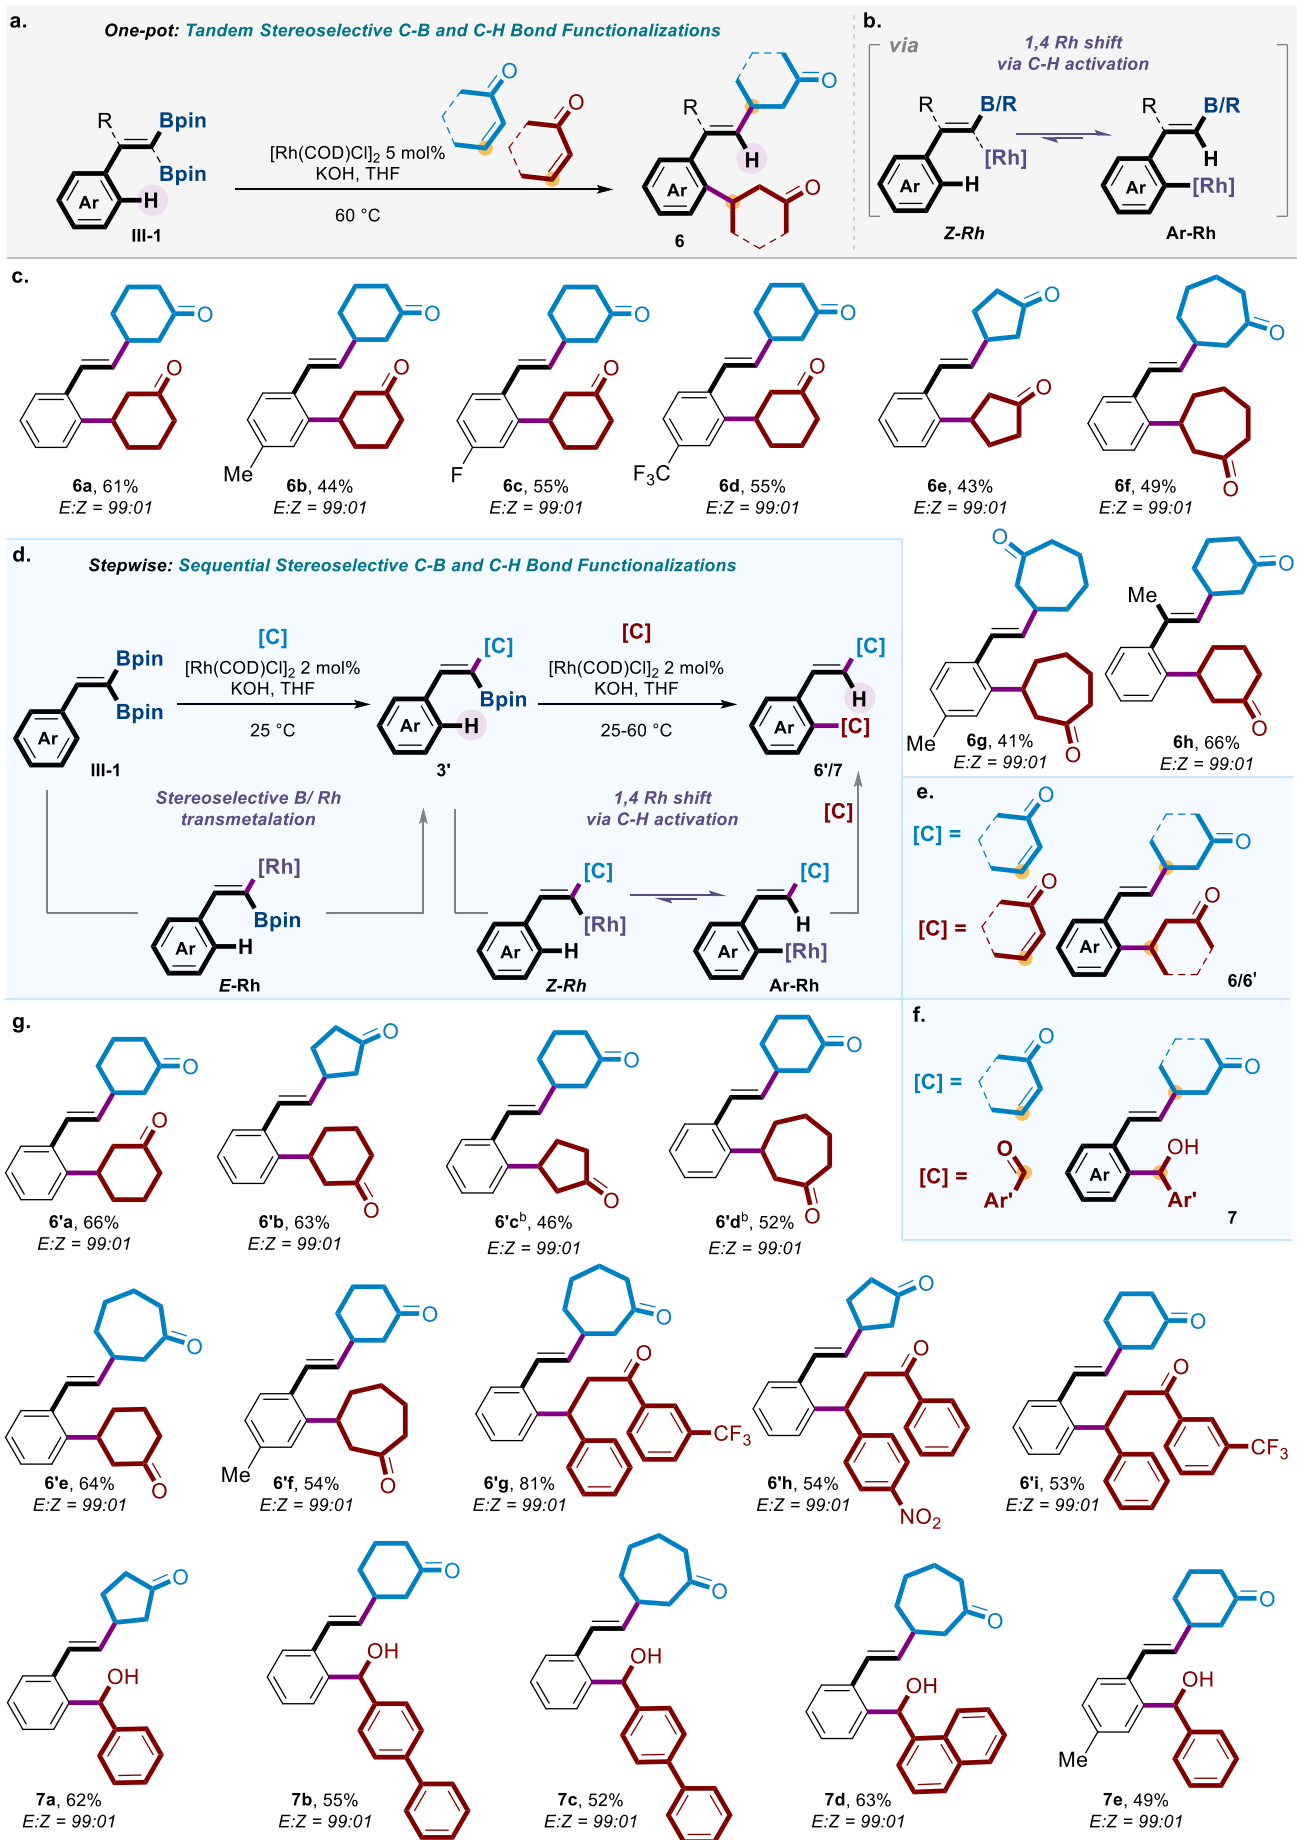 a.
One-pot: Tandem Stereoselective C-B and C-H Bond Functionalizations
R
Bpin
Bpin
H
Ar
III-1
[Rh(COD)Cl]2 5 mol%
KOH, THF
60 °C
O
O
R
O
H
Ar
O
6
b.
via
1,4 Rh shift
via C-H activation
R
B/R
[Rh]
H
Ar
Z-Rh
R
B/R
H
[Rh]
Ar
Ar-Rh
c.
O
O
6a, 61%
E:Z = 99:01
O
O
Me
6b, 44%
E:Z = 99:01
O
O
F
6c, 55%
E:Z = 99:01
O
O
F3C
6d, 55%
E:Z = 99:01
O
O
6e, 43%
E:Z = 99:01
O
O
6f, 49%
E:Z = 99:01
O
Me
O
6g, 41%
E:Z = 99:01
O
Me
O
6h, 66%
E:Z = 99:01
d.
Stepwise: Sequential Stereoselective C-B and C-H Bond Functionalizations
Bpin
Bpin
Ar
III-1
[C]
[Rh(COD)Cl]2 2 mol%
KOH, THF
25 °C
[C]
Bpin
H
Ar
3'
[C]
[Rh(COD)Cl]2 2 mol%
KOH, THF
25-60 °C
[C]
H
[C]
Ar
6'/7
Stereoselective B/ Rh
transmetalation
[Rh]
Bpin
H
Ar
E-Rh
1,4 Rh shift
via C-H activation
[C]
[C]
[Rh]
H
Ar
Z-Rh
[C]
H
[Rh]
Ar
Ar-Rh
e.
[C] =
O
[C] =
O
O
O
Ar
6/6'
f.
[C] =
O
[C] =
O
Ar'
O
OH
Ar
Ar'
7
g.
O
O
6'a, 66%
E:Z = 99:01
O
O
6'b, 63%
E:Z = 99:01
O
O
6'cb, 46%
E:Z = 99:01
O
O
6'db, 52%
E:Z = 99:01
O
O
6'e, 64%
E:Z = 99:01
O
O
Me
6'f, 54%
E:Z = 99:01
O
O
CF3
6'g, 81%
E:Z = 99:01
O
O
NO2
6'h, 54%
E:Z = 99:01
O
O
CF3
6'i, 53%
E:Z = 99:01
O
OH
7a, 62%
E:Z = 99:01
O
OH
7b, 55%
E:Z = 99:01
O
OH
7c, 52%
E:Z = 99:01
O
OH
7d, 63%
E:Z = 99:01
O
OH
Me
7e, 49%
E:Z = 99:01